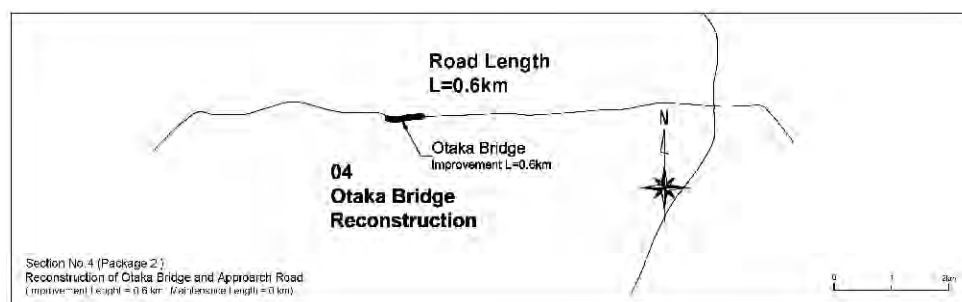 Road Length
L=0.6km
N
Otaka Bridge
Improvement L=0.6km
04
Otaka Bridge
Reconstruction
Section No.4 (Package 2)
Reconstruction of Otaka Bridge and Approarch Road
(Improvement Lenght = 0.6 km Maintenance Length = 0 km)
0 1 2km